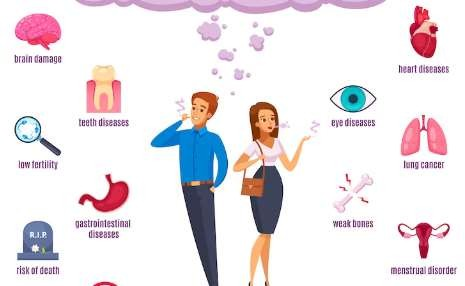 brain damage
teeth diseases
low fertility
gastrointestinal
diseases
R.I.P.
risk of death
heart diseases
eye diseases
lung cancer
weak bones
menstrual disorder